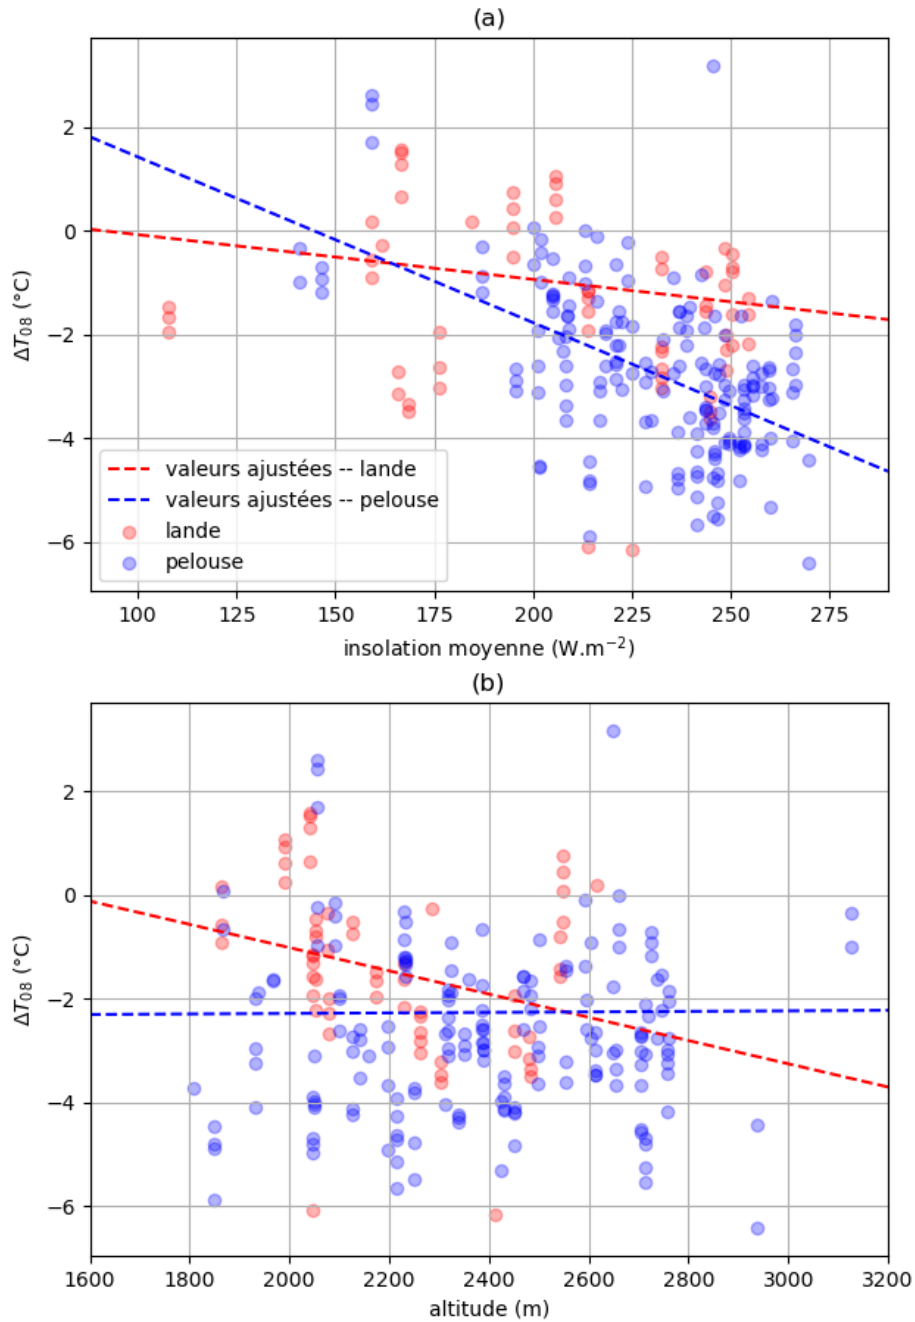 (a)
2
0
−2
−4
−6
ΔT₀₈ (°C)
valeurs ajustées -- lande
valeurs ajustées -- pelouse
lande
pelouse
100 125 150 175 200 225 250 275
insolation moyenne (W.m⁻²)
(b)
2
0
−2
−4
−6
ΔT₀₈ (°C)
1600 2000 2200 2400 2600 2800 3000 3200
altitude (m)